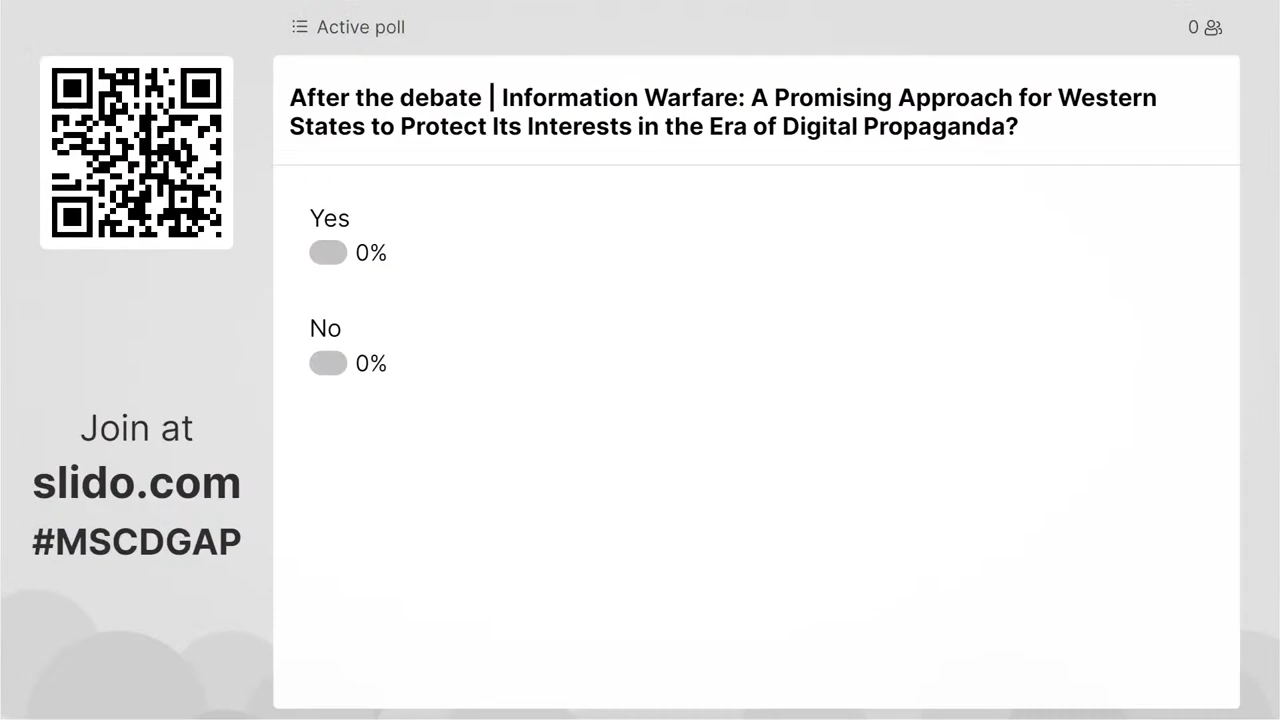 Active poll
0
After the debate | Information Warfare: A Promising Approach for Western
States to Protect Its Interests in the Era of Digital Propaganda?
Yes
0%
No
0%
Join at
slido.com
#MSCDGAP